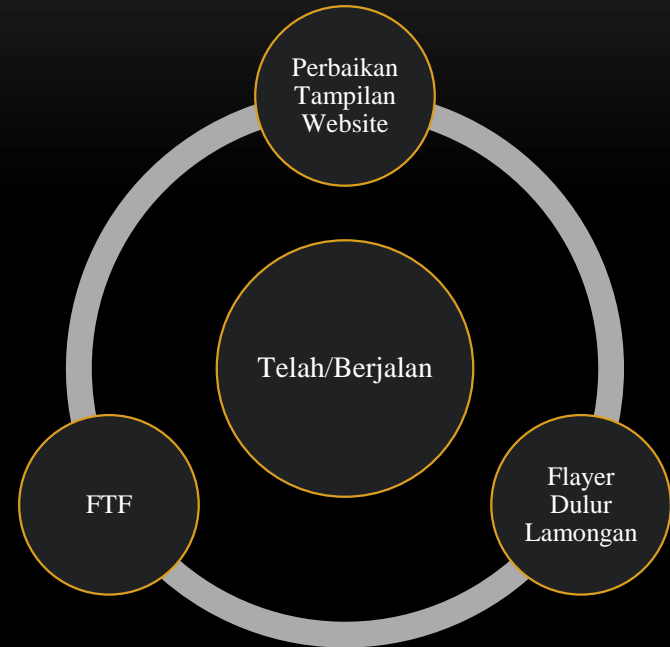 Perbaikan
Tampilan
Website
Telah/Berjalan
Flayer
Dulur
Lamongan
FTF